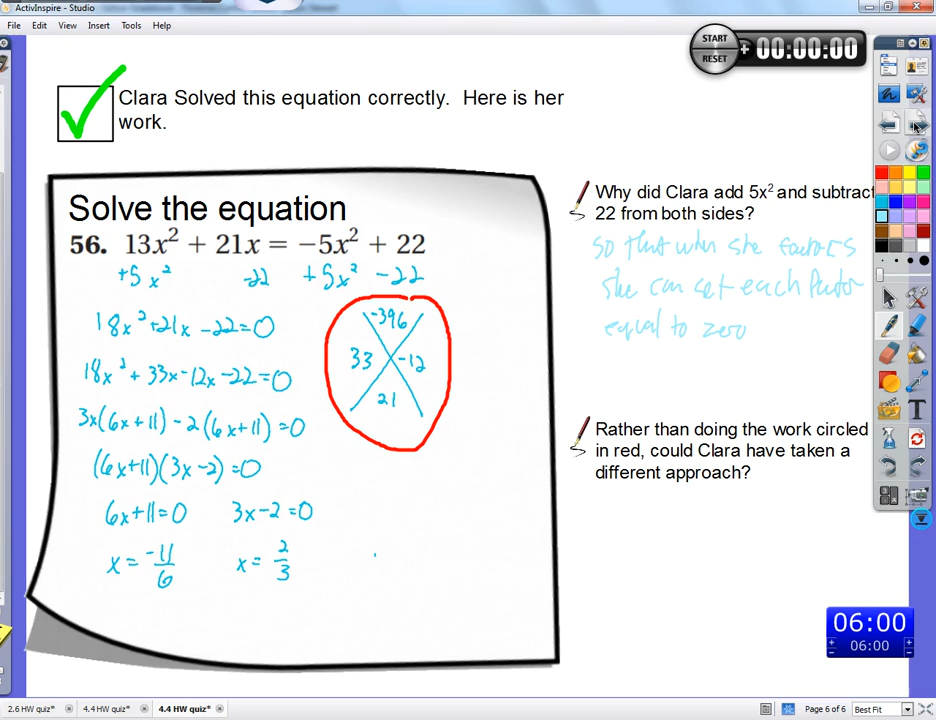 ActivInspire - Studio
File Edit View Insert Tools Help
START
RESET
00:00:00
Clara Solved this equation correctly. Here is her
work.
Solve the equation
56. 13x² + 21x = −5x² + 22
+5x² -22 +5x² -22
18x² +21x -22=0
18x² + 33x -12x -22=0
3x(6x+11) -2(6x+11)=0
(6x+11)(3x-2)=0
6x+11=0 3x-2=0
x = -11/6 x = 2/3
-396
33 -12
21
Why did Clara add 5x² and subtract
22 from both sides?
so that when she factors
she can set each factor
equal to zero
Rather than doing the work circled
in red, could Clara have taken a
different approach?
06:00
06:00
2.6 HW quiz* 4.4 HW quiz* 4.4 HW quiz*
Page 6 of 6 Best Fit